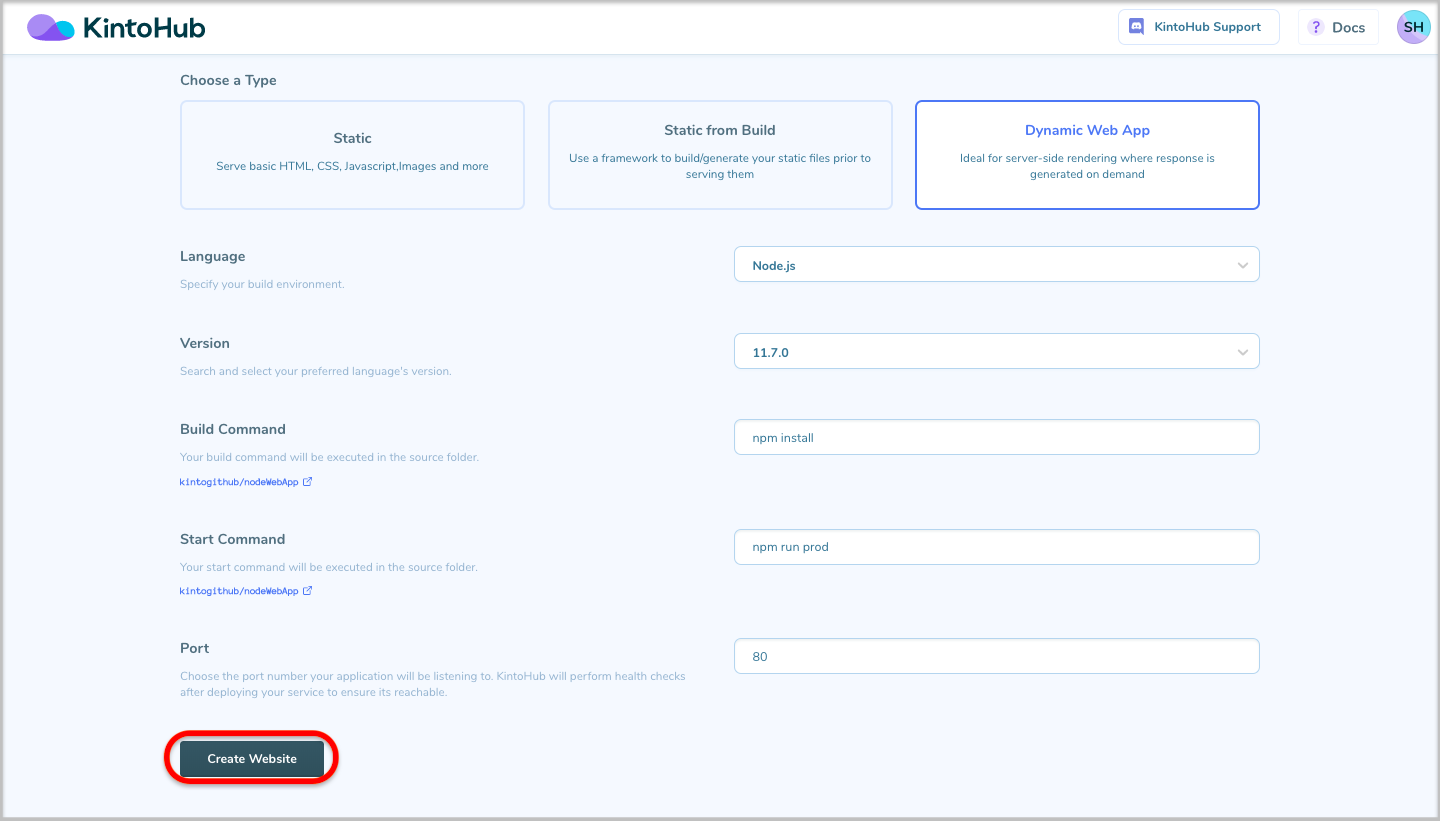 KintoHub
KintoHub Support
? Docs
SH
Choose a Type
Static
Serve basic HTML, CSS, Javascript,Images and more
Static from Build
Use a framework to build/generate your static files prior to
serving them
Dynamic Web App
Ideal for server-side rendering where response is
generated on demand
Language
Specify your build environment.
Node.js
Version
Search and select your preferred language's version.
11.7.0
Build Command
Your build command will be executed in the source folder.
kintogithub/nodeWebApp
npm install
Start Command
Your start command will be executed in the source folder.
kintogithub/nodeWebApp
npm run prod
Port
Choose the port number your application will be listening to. KintoHub will perform health checks
after deploying your service to ensure its reachable.
80
Create Website